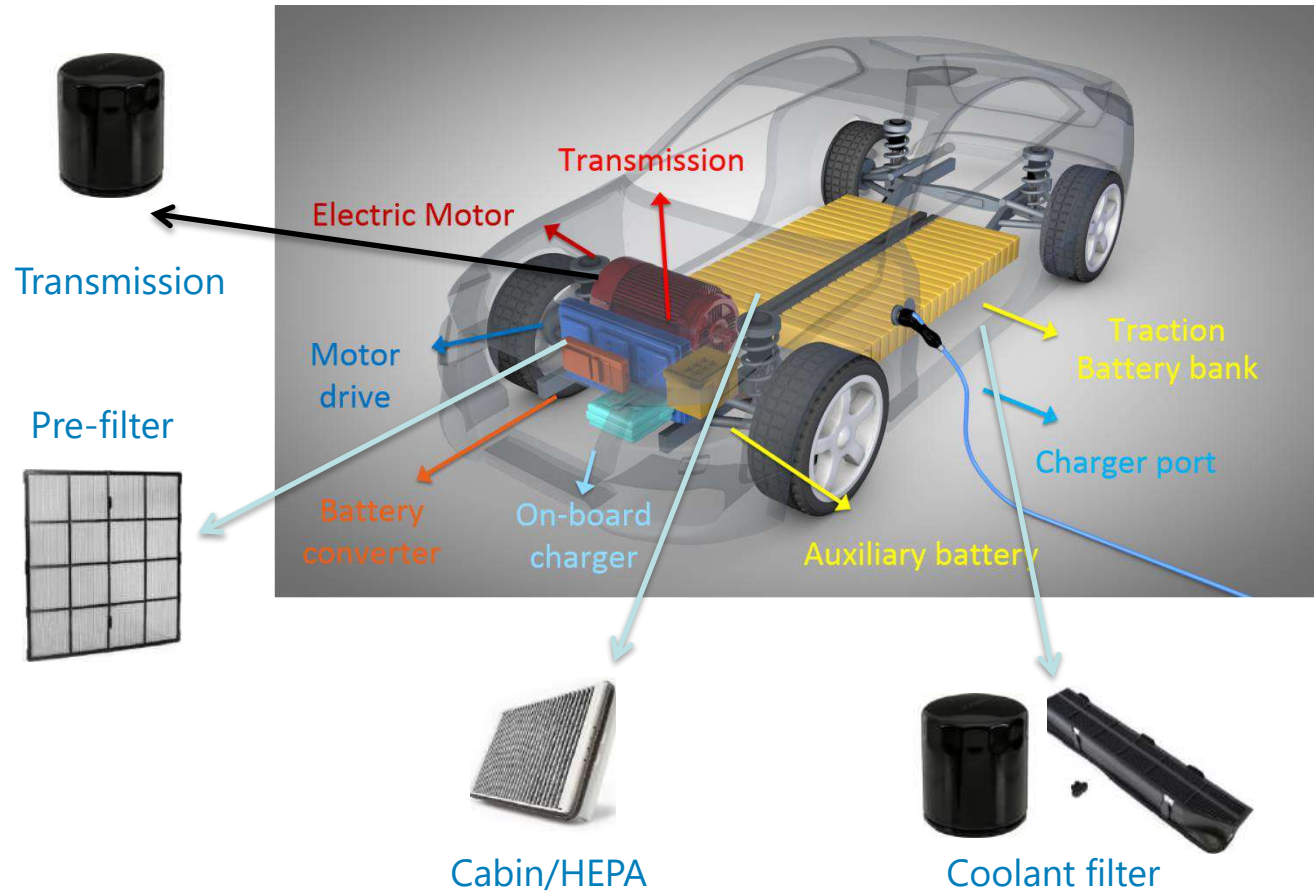 Transmission
Electric Motor
Transmission
Motor
drive
Traction
Battery bank
Pre-filter
Charger port
Battery
converter
On-board
charger
Auxiliary battery
Cabin/HEPA
Coolant filter